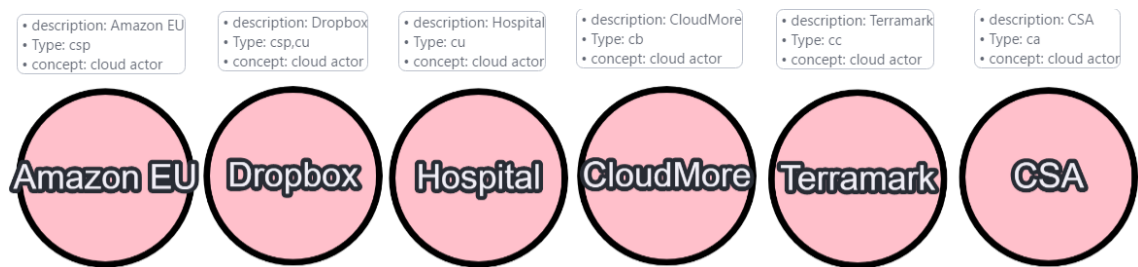 • description: Amazon EU
• Type: csp
• concept: cloud actor
• description: Dropbox
• Type: csp,cu
• concept: cloud actor
• description: Hospital
• Type: cu
• concept: cloud actor
• description: CloudMore
• Type: cb
• concept: cloud actor
• description: Terramark
• Type: cc
• concept: cloud actor
• description: CSA
• Type: ca
• concept: cloud actor
Amazon EU
Dropbox
Hospital
CloudMore
Terramark
CSA